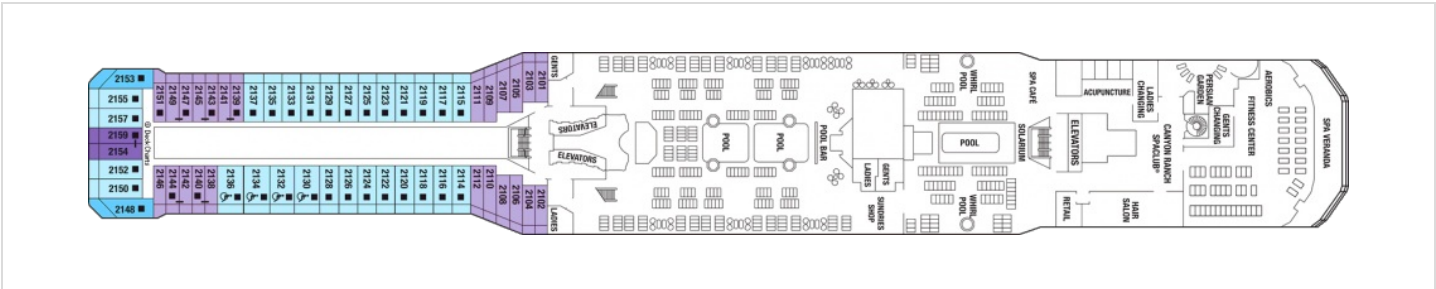 2153
2155
2157
2159
2154
2152
2150
2148
© Deck Charts
2151
2149
2147
2145
2143
2141
2139
2137
2135
2133
2131
2129
2127
2125
2123
2121
2119
2117
2115
2111
2109
2107
2105
2103
2101
2146
2144
2142
2140
2138
2136
2134
2132
2130
2128
2126
2124
2122
2120
2118
2116
2114
2112
2110
2108
2106
2104
2102
GENTS
LADIES
ELEVATORS
ELEVATORS
POOL
POOL
POOL BAR
GENTS
LADIES
SUNDRIES
SHOP
WHIRL
POOL
POOL
WHIRL
POOL
SOLARIUM
SPA CAFÉ
ELEVATORS
ACUPUNCTURE
LADIES
CHANGING
RETAIL
HAIR
SALON
CANYON RANCH
SPACLUB®
PERSIAN
GARDEN
GENTS
CHANGING
FITNESS CENTER
AEROBICS
SPA VERANDA